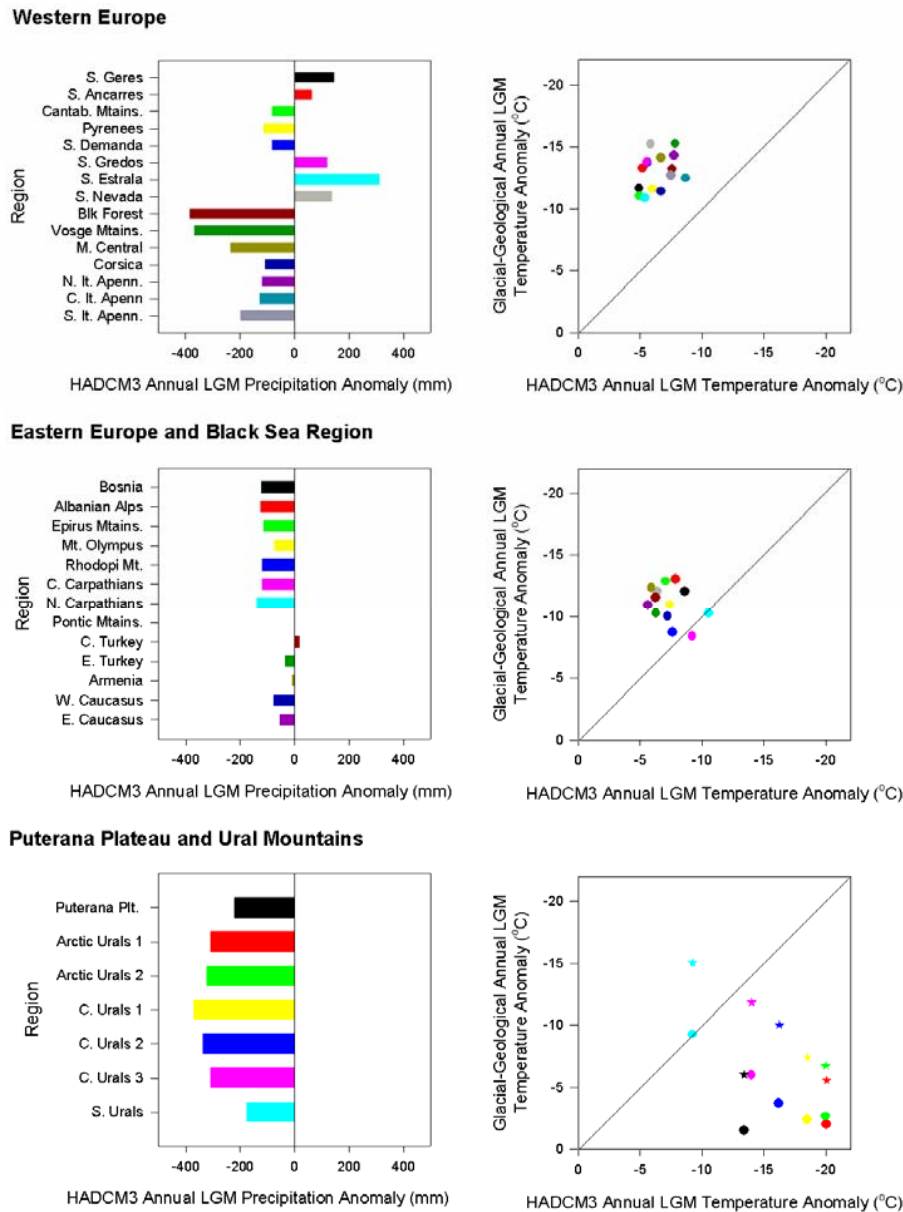 Western Europe
Region
S. Geres
S. Ancarres
Cantab. Mtains.
Pyrenees
S. Demanda
S. Gredos
S. Estrala
S. Nevada
Blk Forest
Vosge Mtains.
M. Central
Corsica
N. It. Apenn.
C. It. Apenn
S. It. Apenn.
-400 -200 0 200 400
HADCM3 Annual LGM Precipitation Anomaly (mm)
Glacial-Geological Annual LGM
Temperature Anomaly (°C)
-20
-15
-10
-5
0
0 -5 -10 -15 -20
HADCM3 Annual LGM Temperature Anomaly (°C)
Eastern Europe and Black Sea Region
Bosnia
Albanian Alps
Epirus Mtains.
Mt. Olympus
Rhodopi Mt.
C. Carpathians
N. Carpathians
Pontic Mtains.
C. Turkey
E. Turkey
Armenia
W. Caucasus
E. Caucasus
-400 -200 0 200 400
HADCM3 Annual LGM Precipitation Anomaly (mm)
Glacial-Geological Annual LGM
Temperature Anomaly (°C)
-20
-15
-10
-5
0
0 -5 -10 -15 -20
HADCM3 Annual LGM Temperature Anomaly (°C)
Puterana Plateau and Ural Mountains
Region
Puterana Plt.
Arctic Urals 1
Arctic Urals 2
C. Urals 1
C. Urals 2
C. Urals 3
S. Urals
-400 -200 0 200 400
HADCM3 Annual LGM Precipitation Anomaly (mm)
Glacial-Geological Annual LGM
Temperature Anomaly (°C)
-20
-15
-10
-5
0
0 -5 -10 -15 -20
HADCM3 Annual LGM Temperature Anomaly (°C)